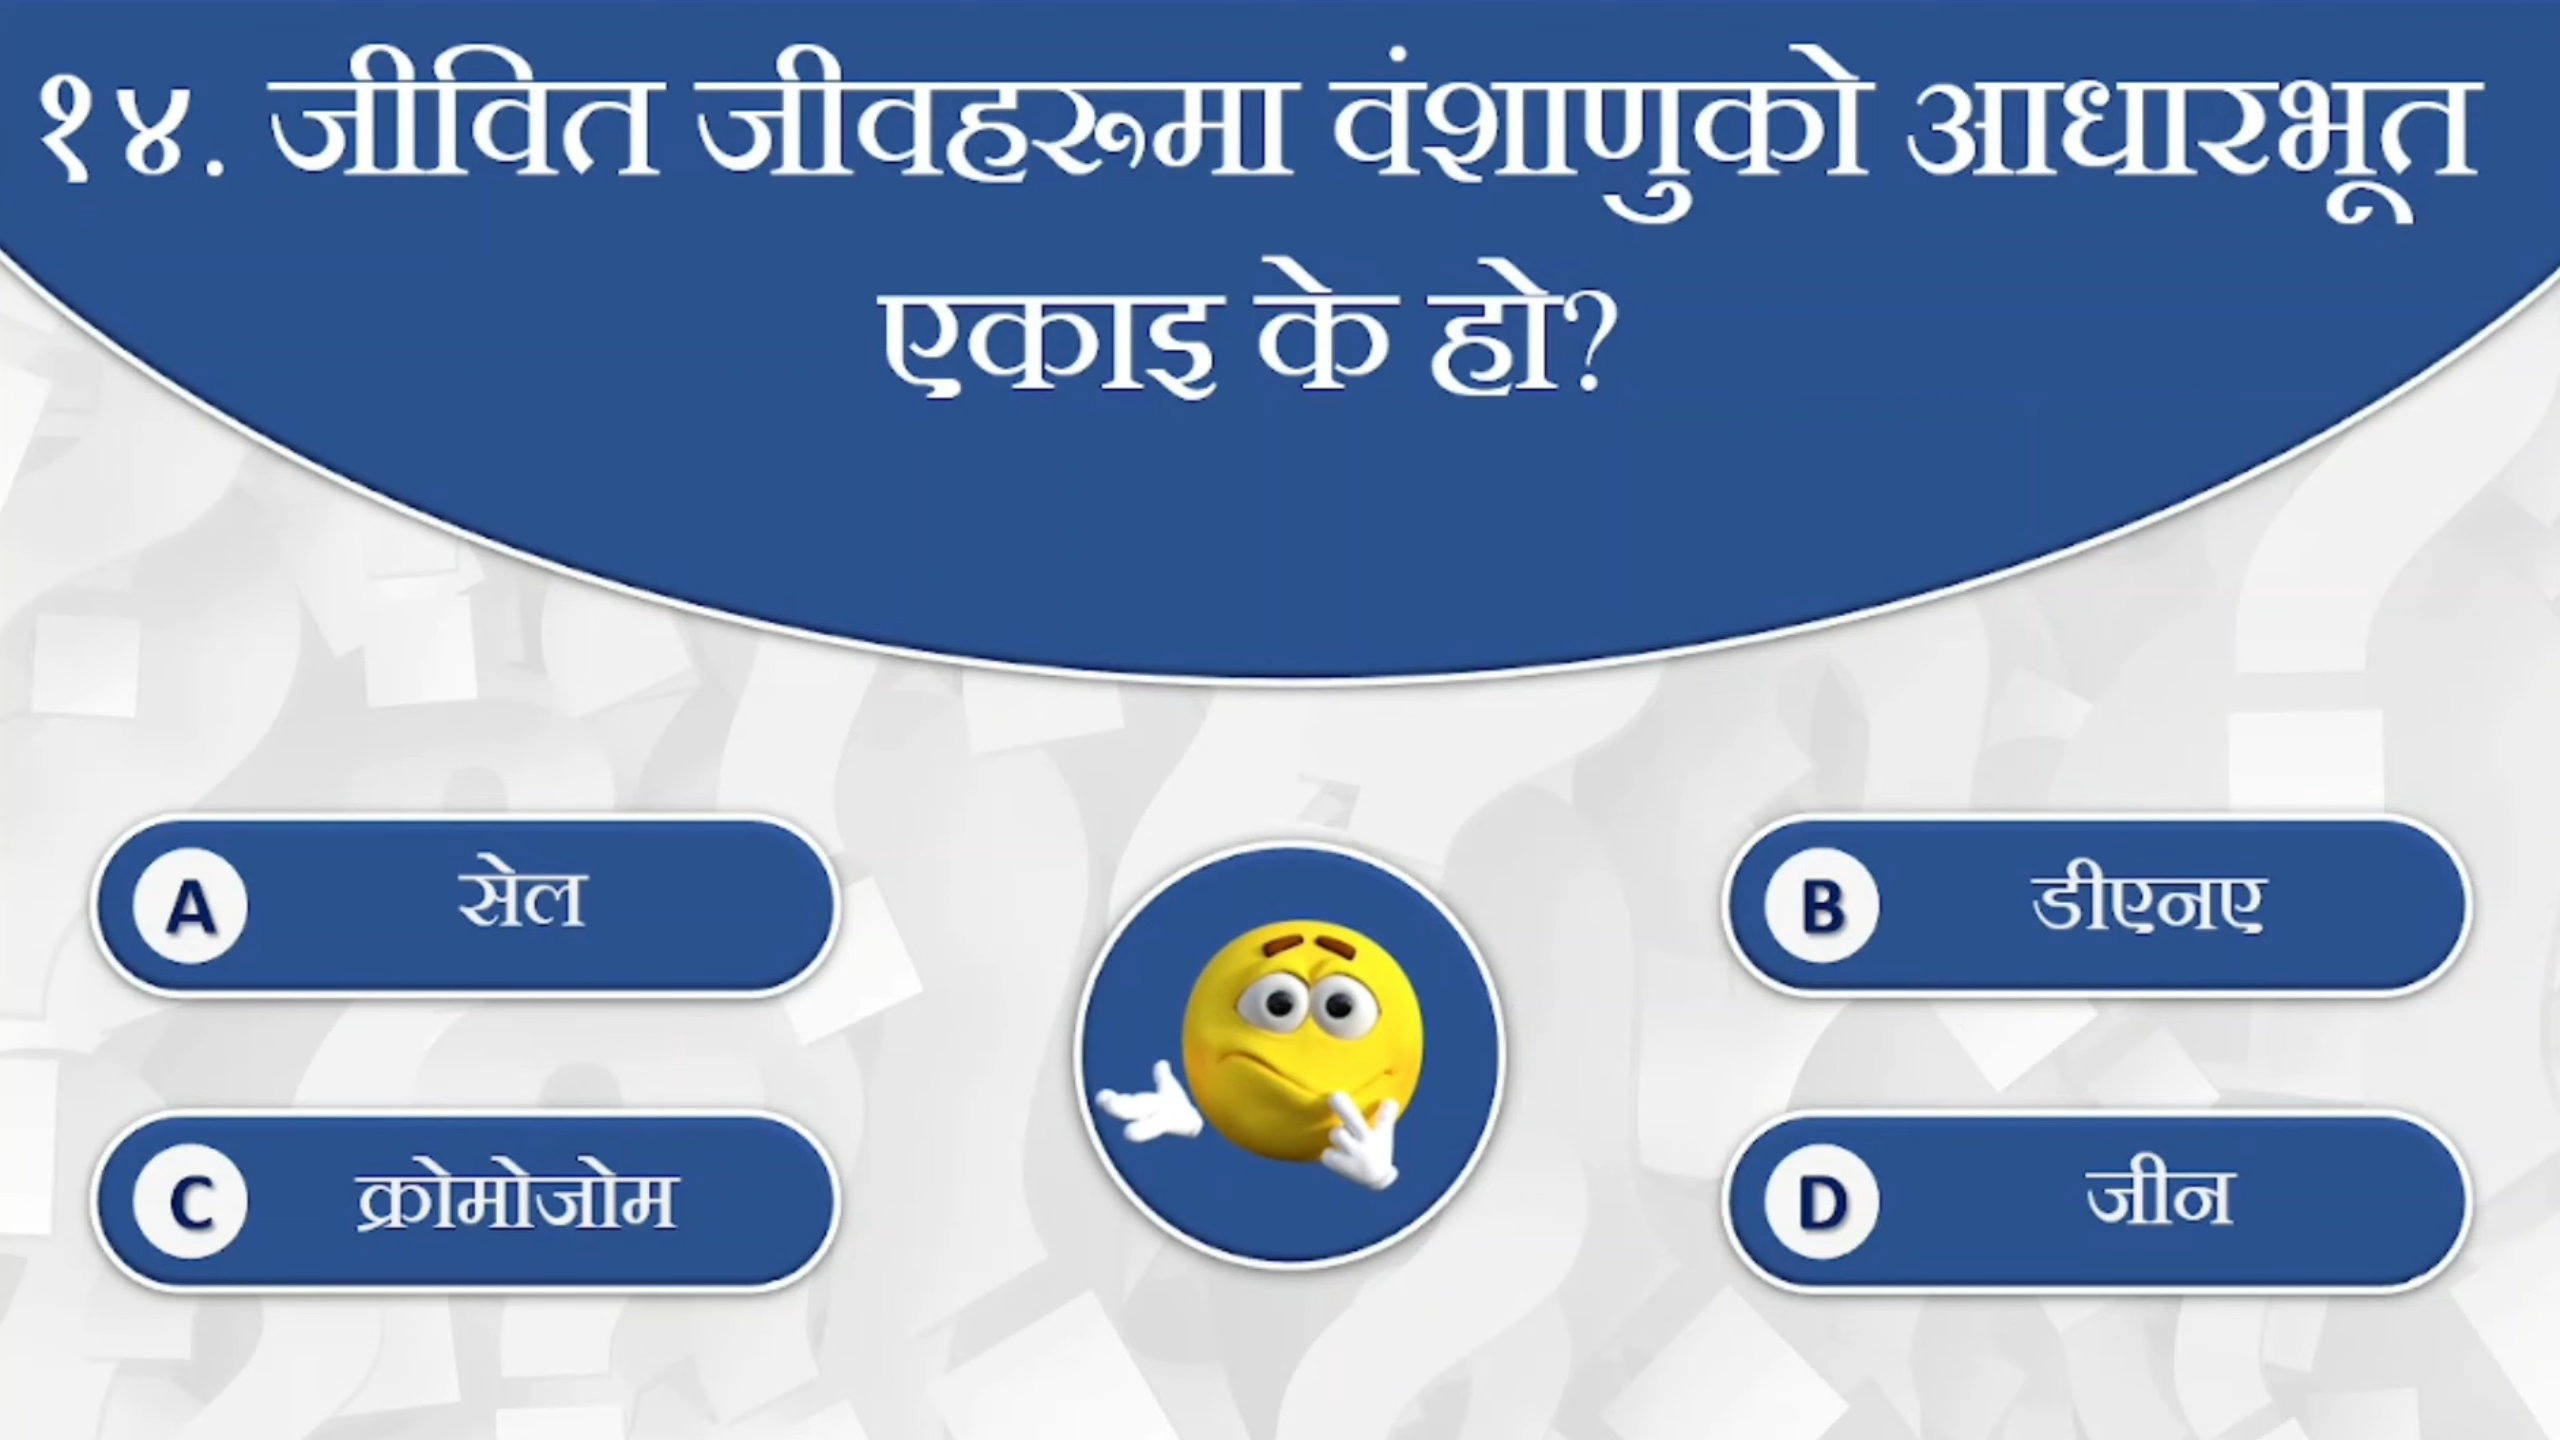 १४. जीवित जीवहरुमा वंशाणुको आधारभूत
एकाइ के हो?
A सेल
B डीएनए
C क्रोमोजोम
D जीन